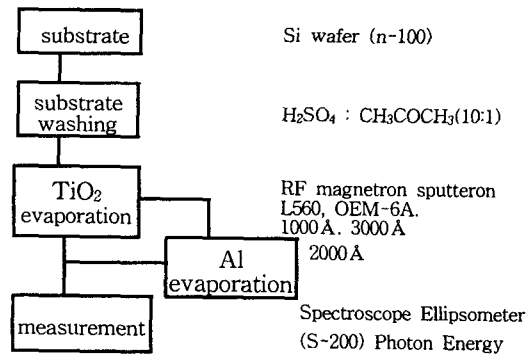 substrate
Si wafer (n-100)
substrate
washing
H₂SO₄ : CH₃COCH₃(10:1)
TiO₂
evaporation
RF magnetron sputteron
L560, OEM-6A.
1000Å. 3000Å
Al
evaporation
2000Å
measurement
Spectroscope Ellipsometer
(S-200) Photon Energy